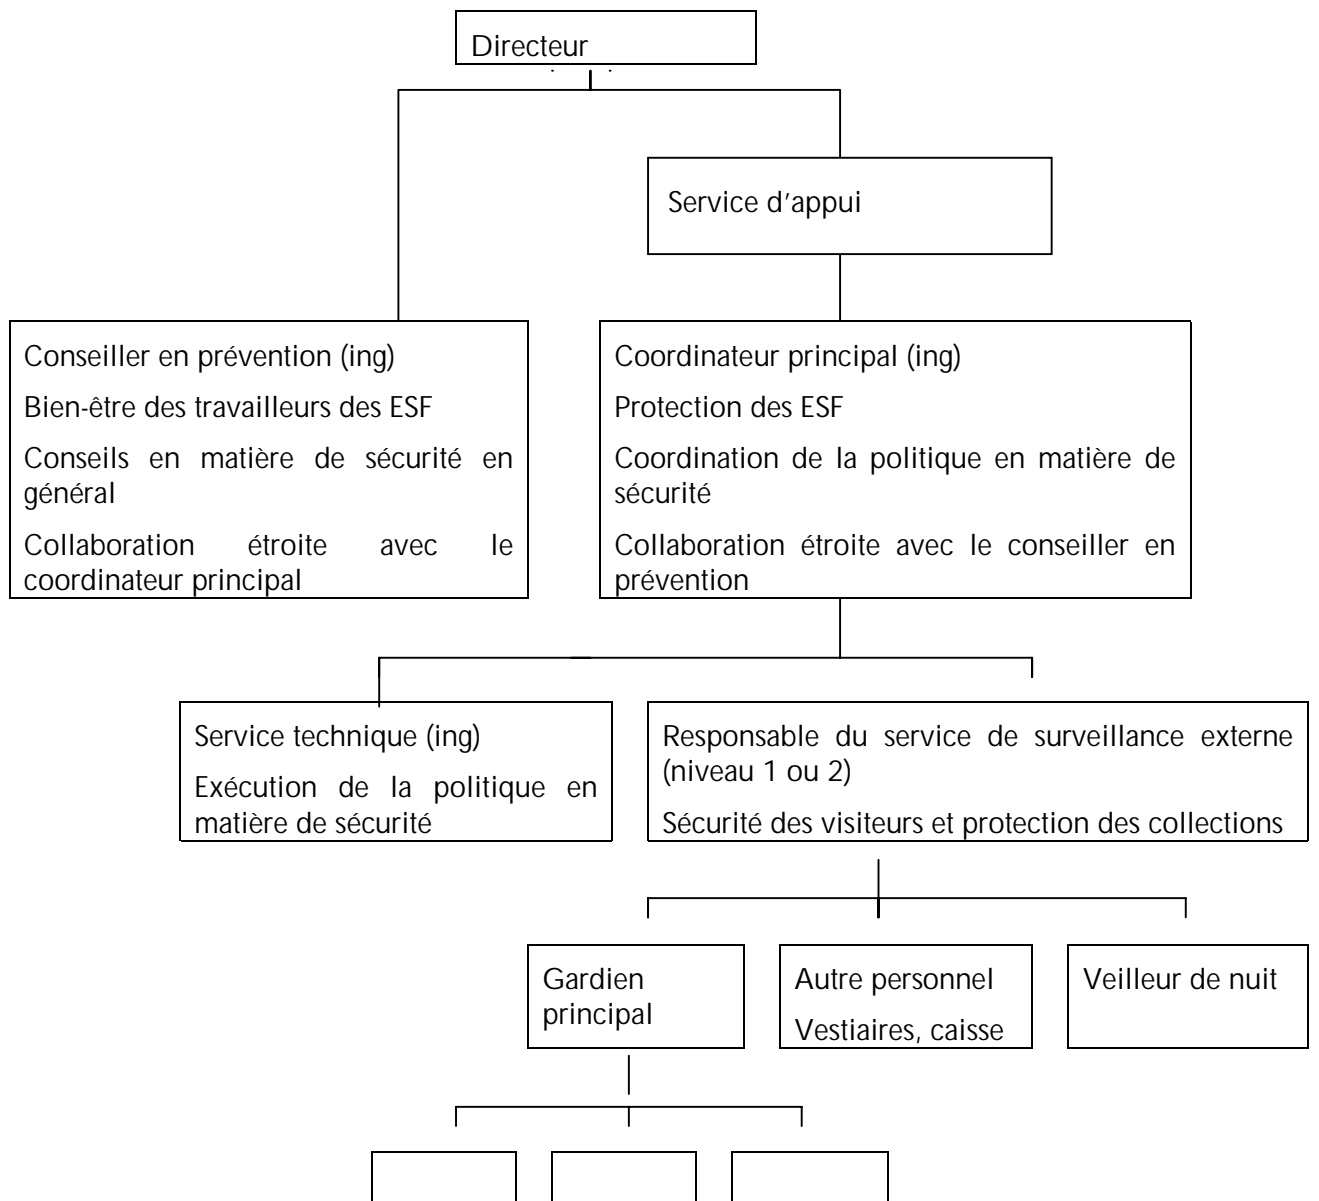 Directeur
Service d’appui
Conseiller en prévention (ing)
Bien-être des travailleurs des ESF
Conseils en matière de sécurité en
général
Collaboration étroite avec le
coordinateur principal
Coordinateur principal (ing)
Protection des ESF
Coordination de la politique en matière de
sécurité
Collaboration étroite avec le conseiller en
prévention
Service technique (ing)
Exécution de la politique en
matière de sécurité
Responsable du service de surveillance externe
(niveau 1 ou 2)
Sécurité des visiteurs et protection des collections
Gardien
principal
Autre personnel
Vestiaires, caisse
Veilleur de nuit